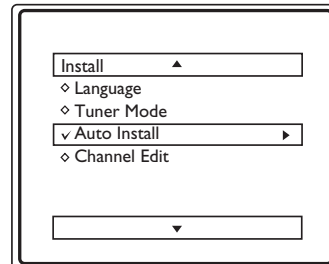 Install
Language
Tuner Mode
Auto Install
Channel Edit